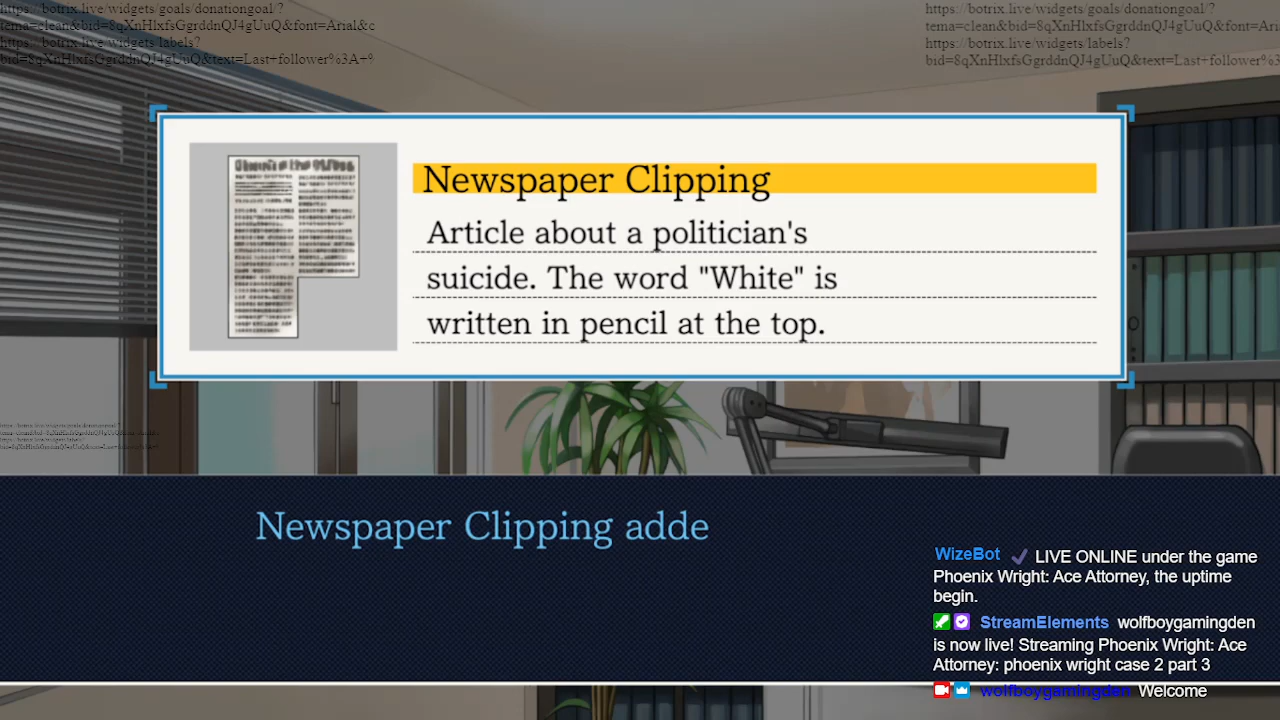 https://botrix.live/widgets/goals/donationgoal/?
tema=clean&bid=8qXnHlxfsGgrddnQJ4gUuQ&font=Arial&c
https://botrix.live/widgets/labels?
bid=8qXnHlxfsGgrddnQJ4gUuQ&text=Last+follower%3A+%
https://botrix.live/widgets/goals/donationgoal/?
tema=clean&bid=8qXnHlxfsGgrddnQJ4gUuQ&font=Aria
https://botrix.live/widgets/labels?
bid=8qXnHlxfsGgrddnQJ4gUuQ&text=Last+follower%3
Newspaper Clipping
Article about a politician's
suicide. The word "White" is
written in pencil at the top.
Newspaper Clipping adde
WizeBot LIVE ONLINE under the game
Phoenix Wright: Ace Attorney, the uptime
begin.
StreamElements wolfboygamingden
is now live! Streaming Phoenix Wright: Ace
Attorney: phoenix wright case 2 part 3
wolfboygamingden Welcome